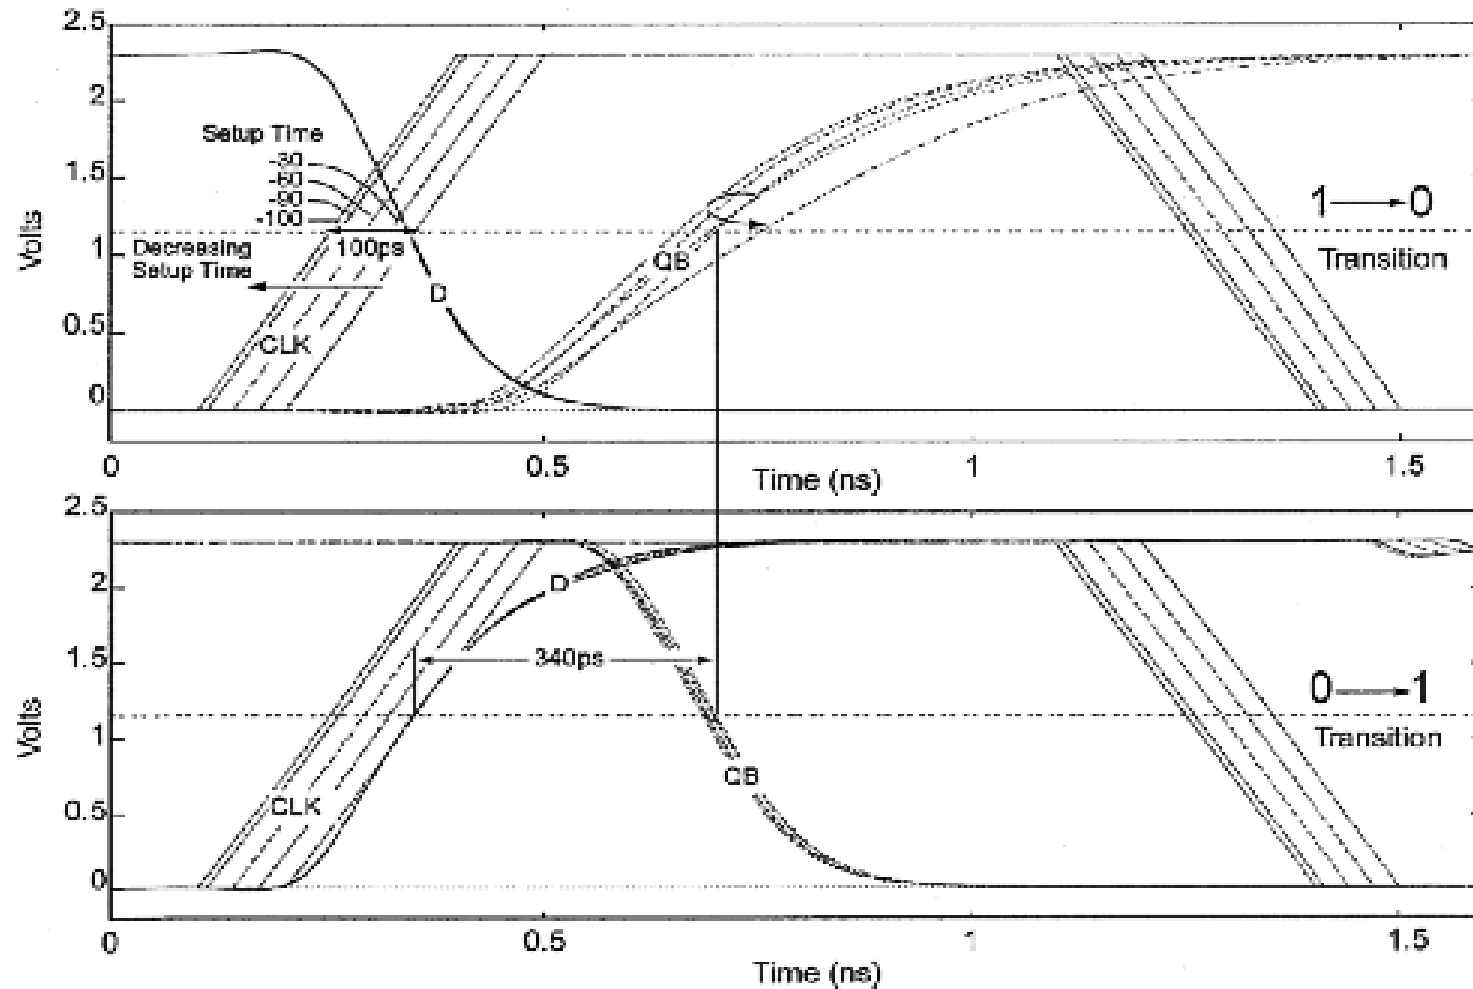 2.5
2
1.5
1
0.5
0
Volts
Setup Time
-30
-60
-90
-100
100ps
Decreasing
Setup Time
D
CLK
QB
1→0
Transition
0
0.5
1
1.5
Time (ns)
2.5
2
1.5
1
0.5
0
Volts
D
340ps
CLK
QB
0→1
Transition
0
0.5
1
1.5
Time (ns)